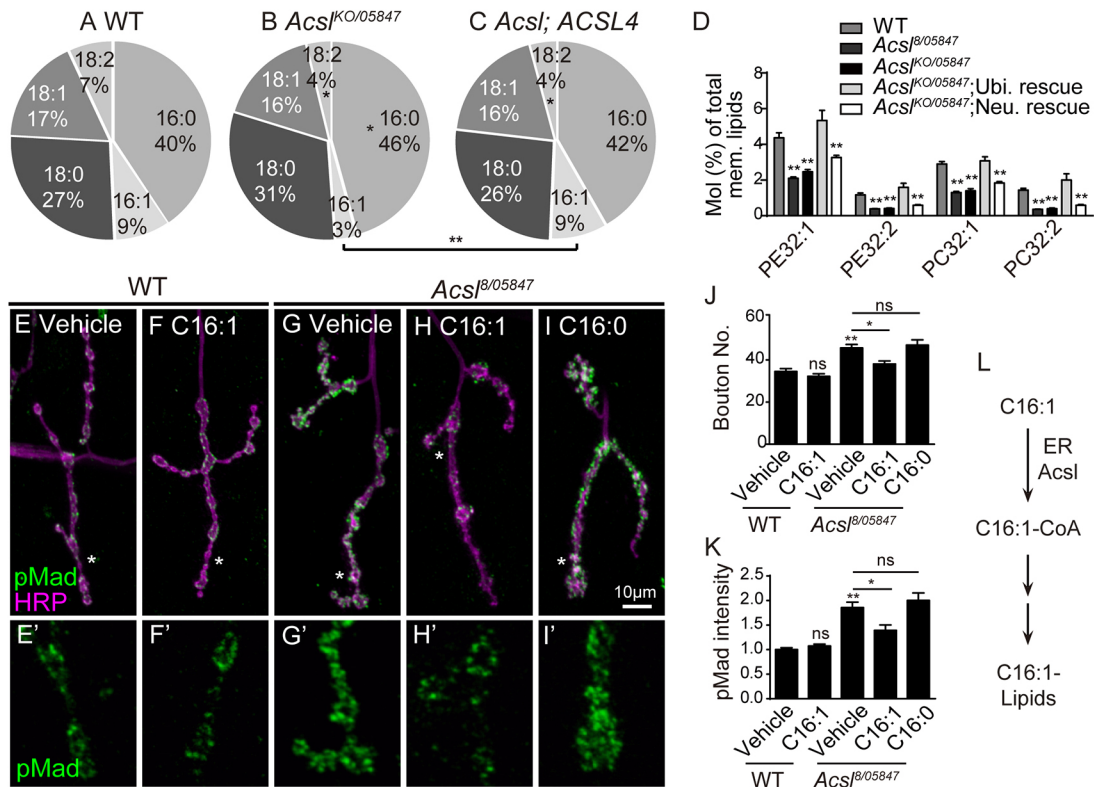 A WT
18:2
7%
18:1
17%
16:0
40%
18:0
27%
16:1
9%
B Acsl^KO/05847
18:2
4%
*
18:1
16%
* 16:0
46%
18:0
31%
16:1
3%
C Acsl; ACSL4
18:2
4%
*
18:1
16%
16:0
42%
18:0
26%
16:1
9%
**
D
WT
Acsl^8/05847
Acsl^KO/05847
Acsl^KO/05847;Ubi. rescue
Acsl^KO/05847;Neu. rescue
Mol (%) of total
mem. lipids
8
6
4
2
0
** ** **
** ** **
** ** **
** ** **
PE32:1
PE32:2
PC32:1
PC32:2
WT
Acsl^8/05847
E Vehicle
F C16:1
G Vehicle
H C16:1
I C16:0
*
*
*
*
*
pMad
HRP
10μm
E’
F’
G’
H’
I’
pMad
J
Bouton No.
60
40
20
0
ns
*
ns
**
Vehicle
C16:1
Vehicle
C16:1
C16:0
WT
Acsl^8/05847
K
pMad intensity
2.5
2.0
1.5
1.0
0.5
0.0
ns
*
ns
**
Vehicle
C16:1
Vehicle
C16:1
C16:0
WT
Acsl^8/05847
L
C16:1
ER
Acsl
C16:1-CoA
C16:1-
Lipids